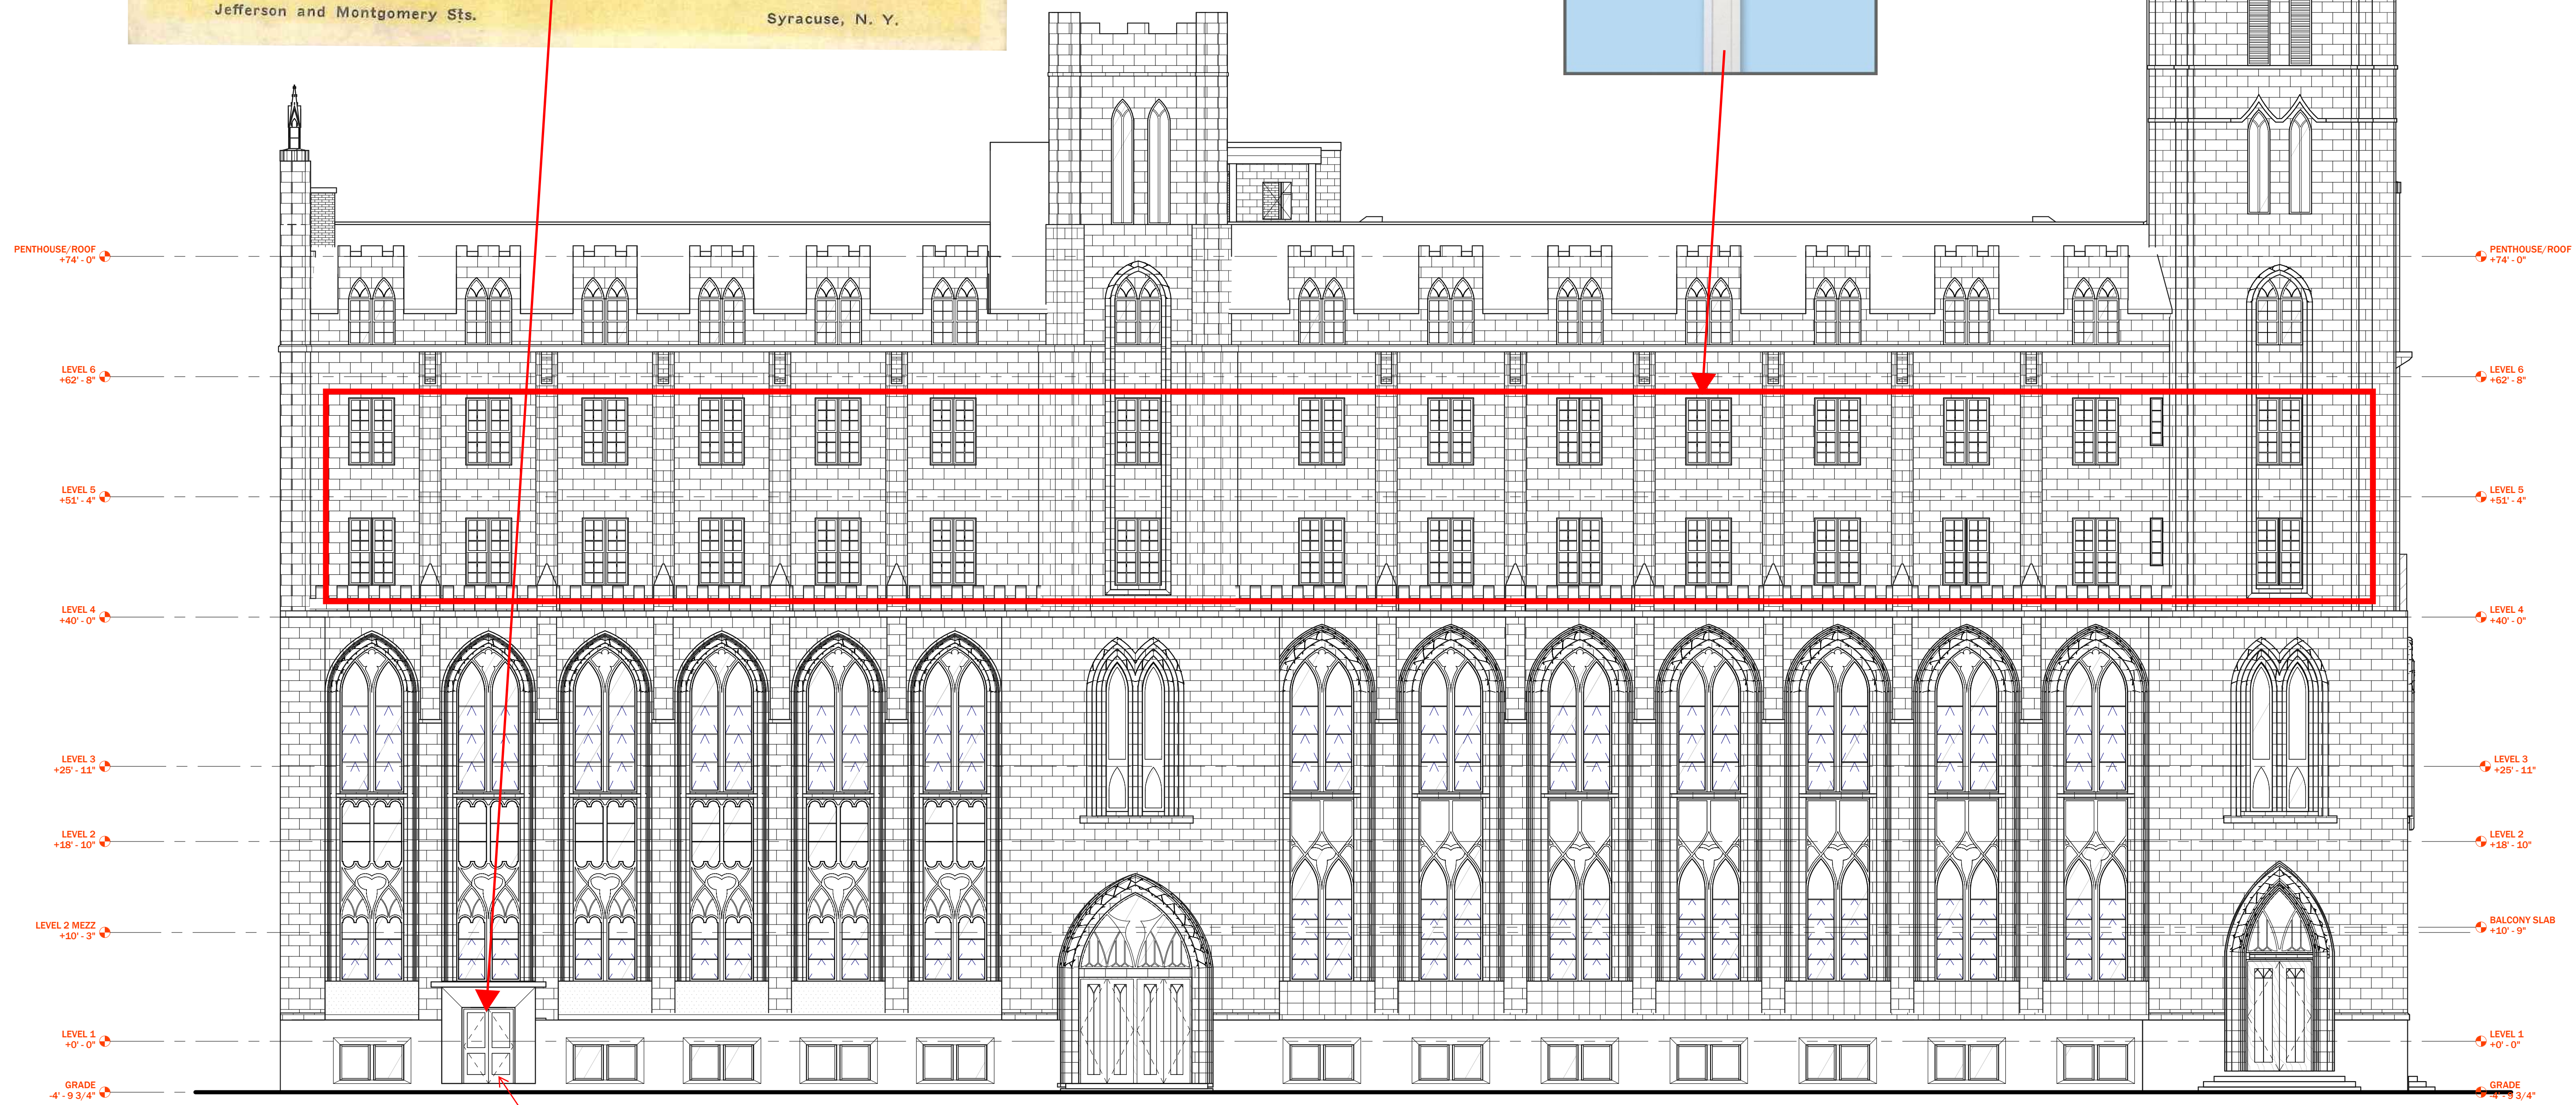 Jefferson and Montgomery Sts.
Syracuse, N. Y.
PENTHOUSE/ROOF
+74' - 0"
LEVEL 6
+62' - 8"
LEVEL 5
+51' - 4"
LEVEL 4
+40' - 0"
LEVEL 3
+25' - 11"
LEVEL 2
+18' - 10"
LEVEL 2 MEZZ
+10' - 3"
LEVEL 1
+0' - 0"
GRADE
-4' - 9 3/4"
PENTHOUSE/ROOF
+74' - 0"
LEVEL 6
+62' - 8"
LEVEL 5
+51' - 4"
LEVEL 4
+40' - 0"
LEVEL 3
+25' - 11"
LEVEL 2
+18' - 10"
BALCONY SLAB
+10' - 9"
LEVEL 1
+0' - 0"
GRADE
-4' - 9 3/4"